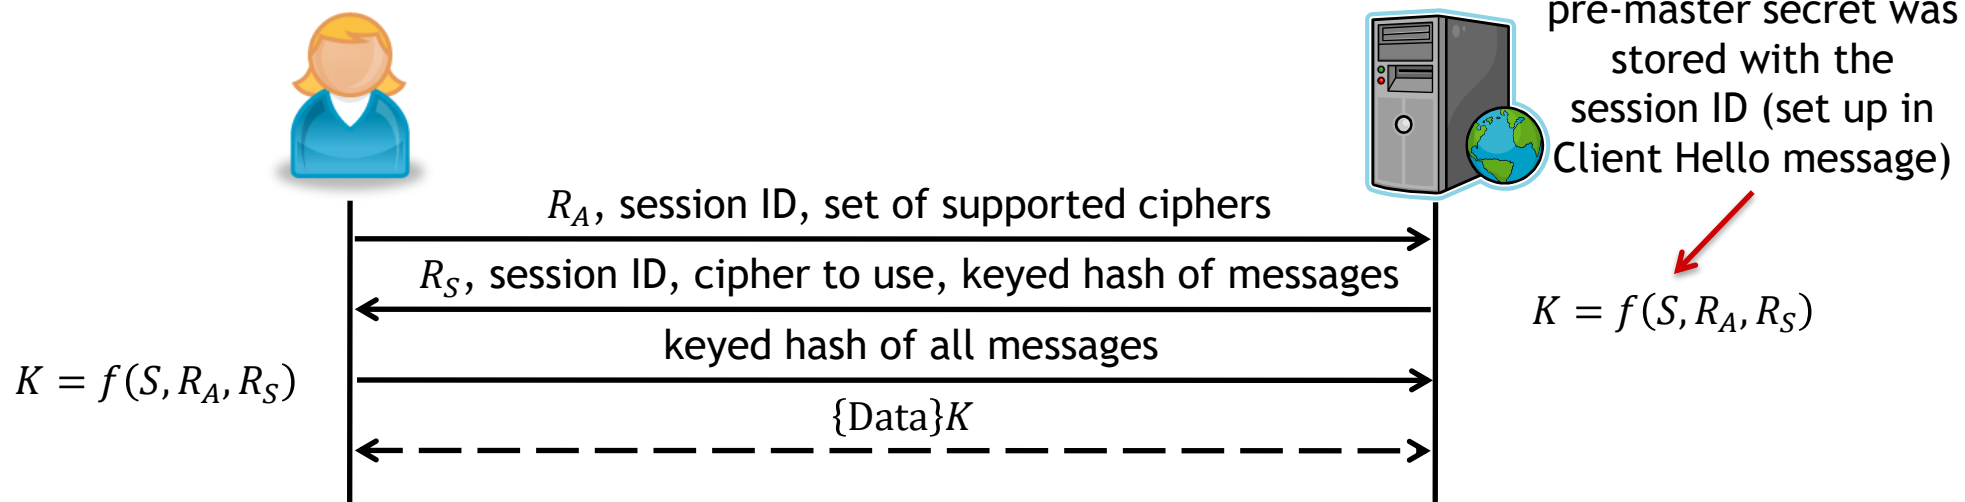 pre-master secret was
stored with the
session ID (set up in
Client Hello message)
R_A, session ID, set of supported ciphers
R_S, session ID, cipher to use, keyed hash of messages
K = f(S, R_A, R_S)
keyed hash of all messages
K = f(S, R_A, R_S)
{Data}K